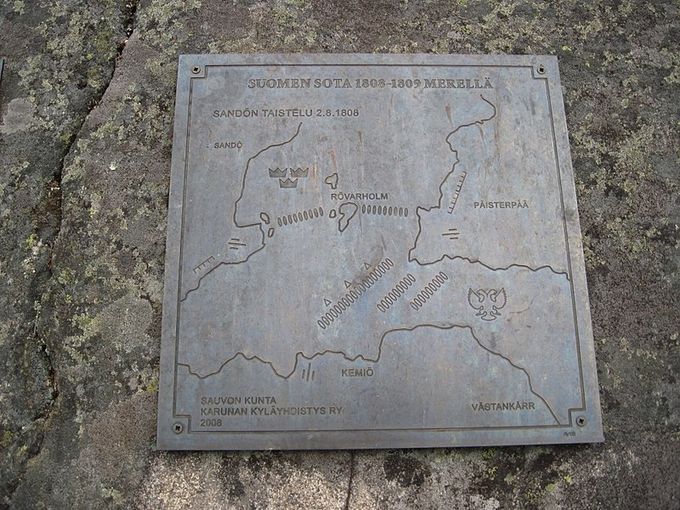 SUOMEN SOTA 1808-1809 MERELLÄ
SANDÖN TAISTELU 2.8.1808
SANDÖ
RÖVARHOLM
PÄISTERPÄÄ
KEMIÖ
SAUVON KUNTA
KARUNAN KYLÄYHDISTYS RY
2008
VÄSTANKÄRR